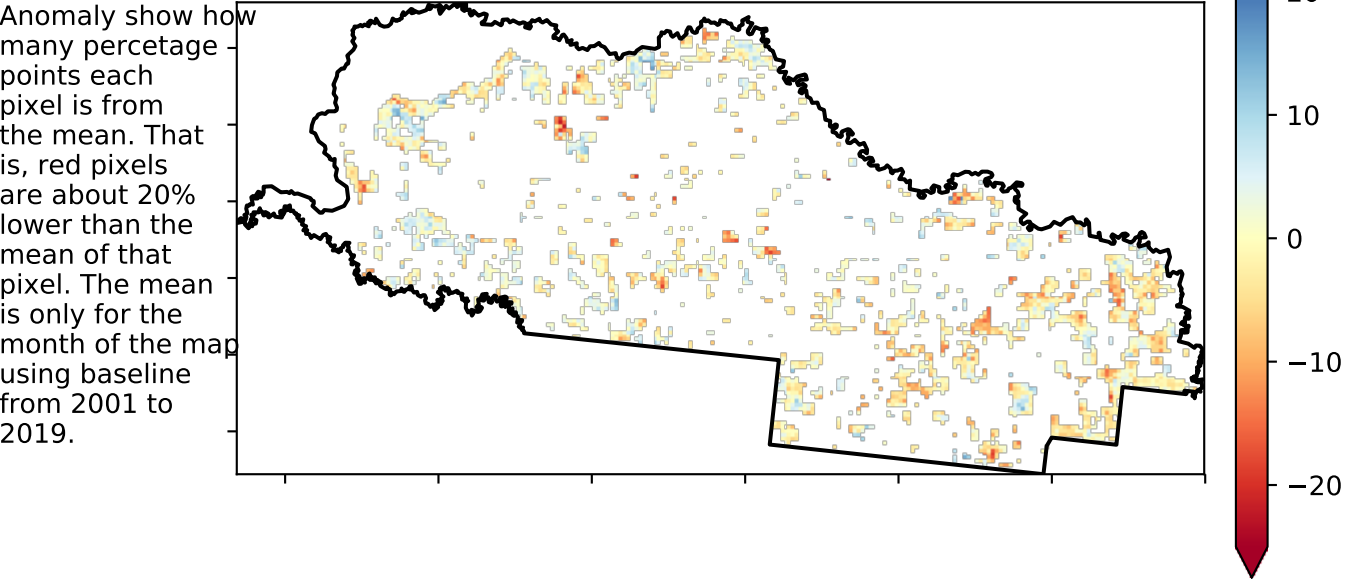 Anomaly show how
many percetage
points each
pixel is from
the mean. That
is, red pixels
are about 20%
lower than the
mean of that
pixel. The mean
is only for the
month of the map
using baseline
from 2001 to
2019.
10
0
−10
−20